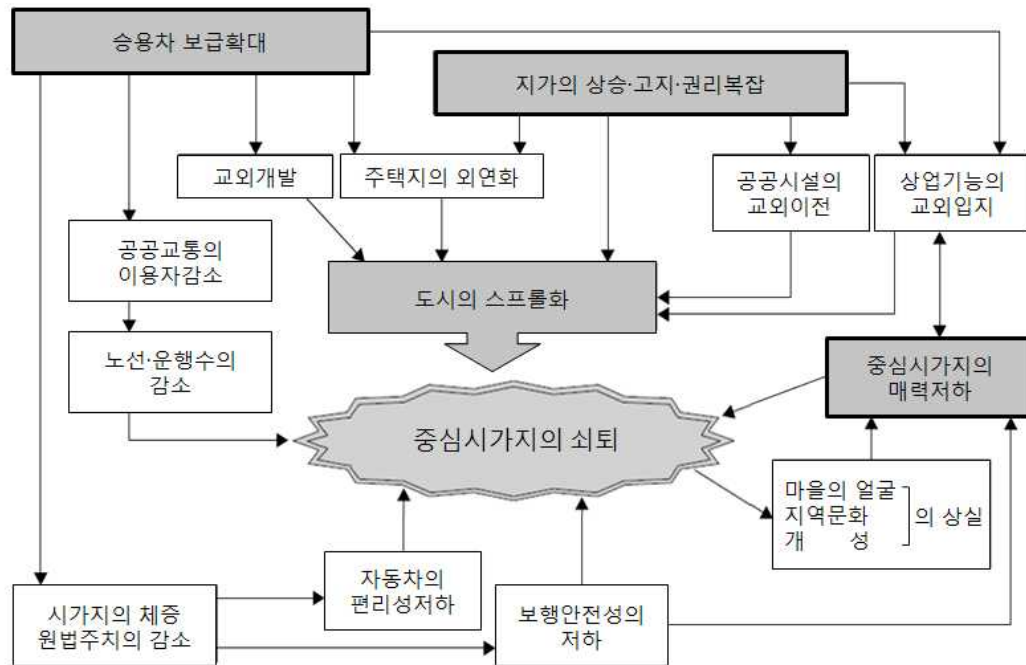 승용차 보급확대
지가의 상승·고지·권리복잡
교외개발
주택지의 외연화
공공시설의
교외이전
상업기능의
교외입지
공공교통의
이용자감소
도시의 스프롤화
노선·운행수의
감소
중심시가지의
매력저하
중심시가지의 쇠퇴
마을의 얼굴
지역문화
개 성
의 상실
자동차의
편리성저하
시가지의 체증
원법주치의 감소
보행안전성의
저하